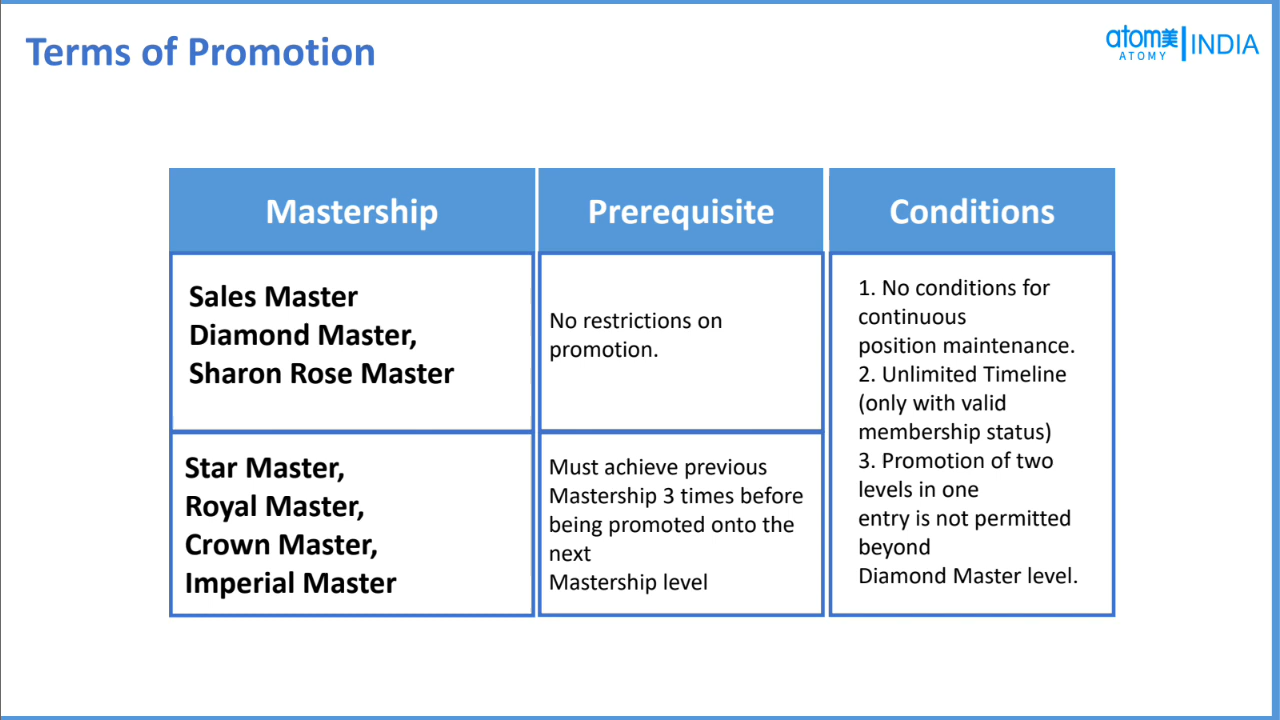 Terms of Promotion
atom美
ATOMY
INDIA
Mastership
Prerequisite
Conditions
Sales Master
Diamond Master,
Sharon Rose Master
No restrictions on
promotion.
Star Master,
Royal Master,
Crown Master,
Imperial Master
Must achieve previous
Mastership 3 times before
being promoted onto the
next
Mastership level
1. No conditions for
continuous
position maintenance.
2. Unlimited Timeline
(only with valid
membership status)
3. Promotion of two
levels in one
entry is not permitted
beyond
Diamond Master level.